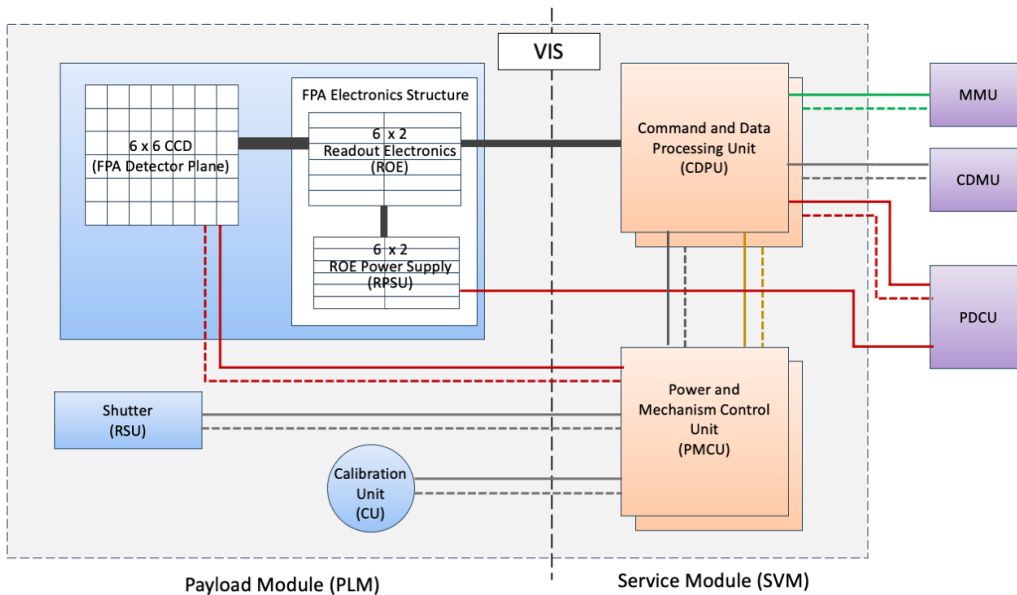 VIS
FPA Electronics Structure
6 x 6 CCD
(FPA Detector Plane)
6 x 2
Readout Electronics
(ROE)
6 x 2
ROE Power Supply
(RPSU)
Command and Data
Processing Unit
(CDPU)
MMU
CDMU
PDCU
Power and
Mechanism Control
Unit
(PMCU)
Shutter
(RSU)
Calibration
Unit
(CU)
Payload Module (PLM)
Service Module (SVM)